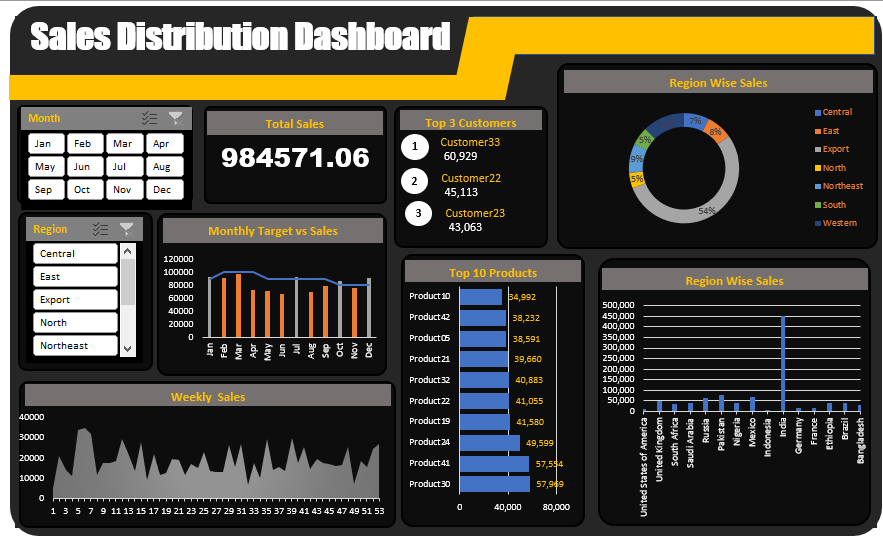 Sales Distribution Dashboard
Month
Jan Feb Mar Apr
May Jun Jul Aug
Sep Oct Nov Dec
Total Sales
984571.06
Top 3 Customers
1 Customer33
60,929
2 Customer22
45,113
3 Customer23
43,063
Region Wise Sales
7%
8%
54%
5%
9%
5%
Central
East
Export
North
Northeast
South
Western
Region
Central
East
Export
North
Northeast
Monthly Target vs Sales
120000
100000
80000
60000
40000
20000
0
Jan Feb Mar Apr May Jun Jul Aug Sep Oct Nov Dec
Top 10 Products
Product10 34,992
Product42 38,232
Product05 38,591
Product21 39,660
Product32 40,883
Product22 41,055
Product19 41,580
Product24 49,599
Product41 57,554
Product30 57,969
0 40,000 80,000
Region Wise Sales
500,000
450,000
400,000
350,000
300,000
250,000
200,000
150,000
100,000
50,000
0
United States of America
United Kingdom
South Africa
Saudi Arabia
Russia
Pakistan
Nigeria
Mexico
Indonesia
India
Germany
France
Ethiopia
Brazil
Bangladesh
Weekly Sales
40000
30000
20000
10000
0
1 3 5 7 9 11 13 15 17 19 21 23 25 27 29 31 33 35 37 39 41 43 45 47 49 51 53